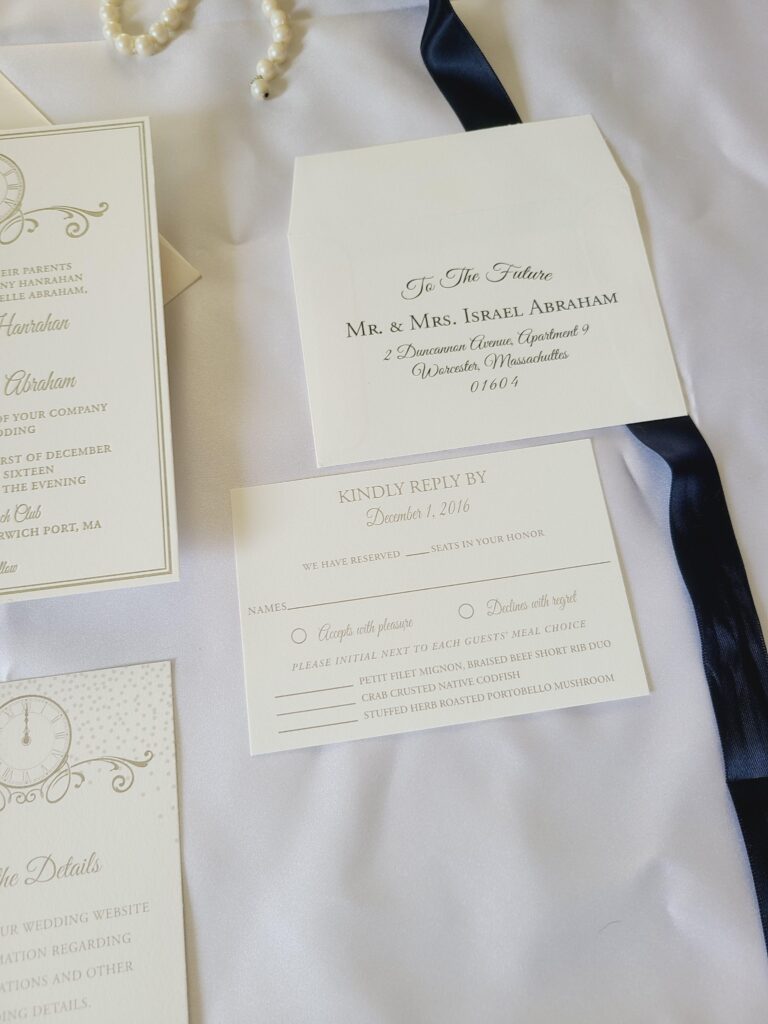 EIR PARENTS
NY HANRAHAN
ELLE ABRAHAM,
Hanrahan
Abraham
OF YOUR COMPANY
DDING
RST OF DECEMBER
SIXTEEN
THE EVENING
ch Club
RWICH PORT, MA
llow
To The Future
MR. & MRS. ISRAEL ABRAHAM
2 Duncannon Avenue, Apartment 9
Worcester, Massachuttes
01604
KINDLY REPLY BY
December 1, 2016
WE HAVE RESERVED ___ SEATS IN YOUR HONOR
NAMES
Accepts with pleasure Declines with regret
PLEASE INITIAL NEXT TO EACH GUESTS' MEAL CHOICE
PETIT FILET MIGNON, BRAISED BEEF SHORT RIB DUO
CRAB CRUSTED NATIVE CODFISH
STUFFED HERB ROASTED PORTOBELLO MUSHROOM
he Details
UR WEDDING WEBSITE
MATION REGARDING
ATIONS AND OTHER
DING DETAILS.